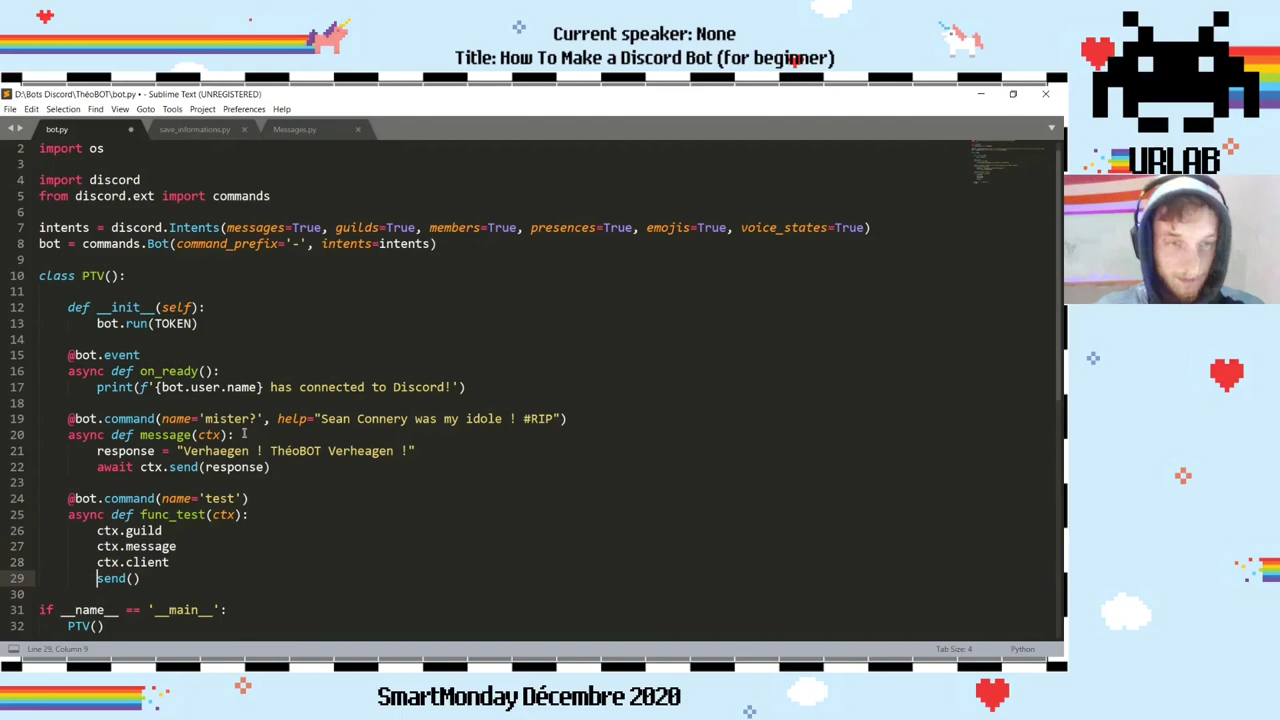 Current speaker: None
Title: How To Make a Discord Bot (for beginner)
D:\Bots Discord\ThéoBOT\bot.py • - Sublime Text (UNREGISTERED)
File Edit Selection Find View Goto Tools Project Preferences Help
bot.py save_informations.py Messages.py
URLAB
2 import os
3
4 import discord
5 from discord.ext import commands
6
7 intents = discord.Intents(messages=True, guilds=True, members=True, presences=True, emojis=True, voice_states=True)
8 bot = commands.Bot(command_prefix='-', intents=intents)
9
10 class PTV():
11
12 def __init__(self):
13 bot.run(TOKEN)
14
15 @bot.event
16 async def on_ready():
17 print(f'{bot.user.name} has connected to Discord!')
18
19 @bot.command(name='mister?', help="Sean Connery was my idole ! #RIP")
20 async def message(ctx):
21 response = "Verhaegen ! ThéoBOT Verheagen !"
22 await ctx.send(response)
23
24 @bot.command(name='test')
25 async def func_test(ctx):
26 ctx.guild
27 ctx.message
28 ctx.client
29 send()
30
31 if __name__ == '__main__':
32 PTV()
Line 29, Column 9 Tab Size: 4 Python
SmartMonday Décembre 2020